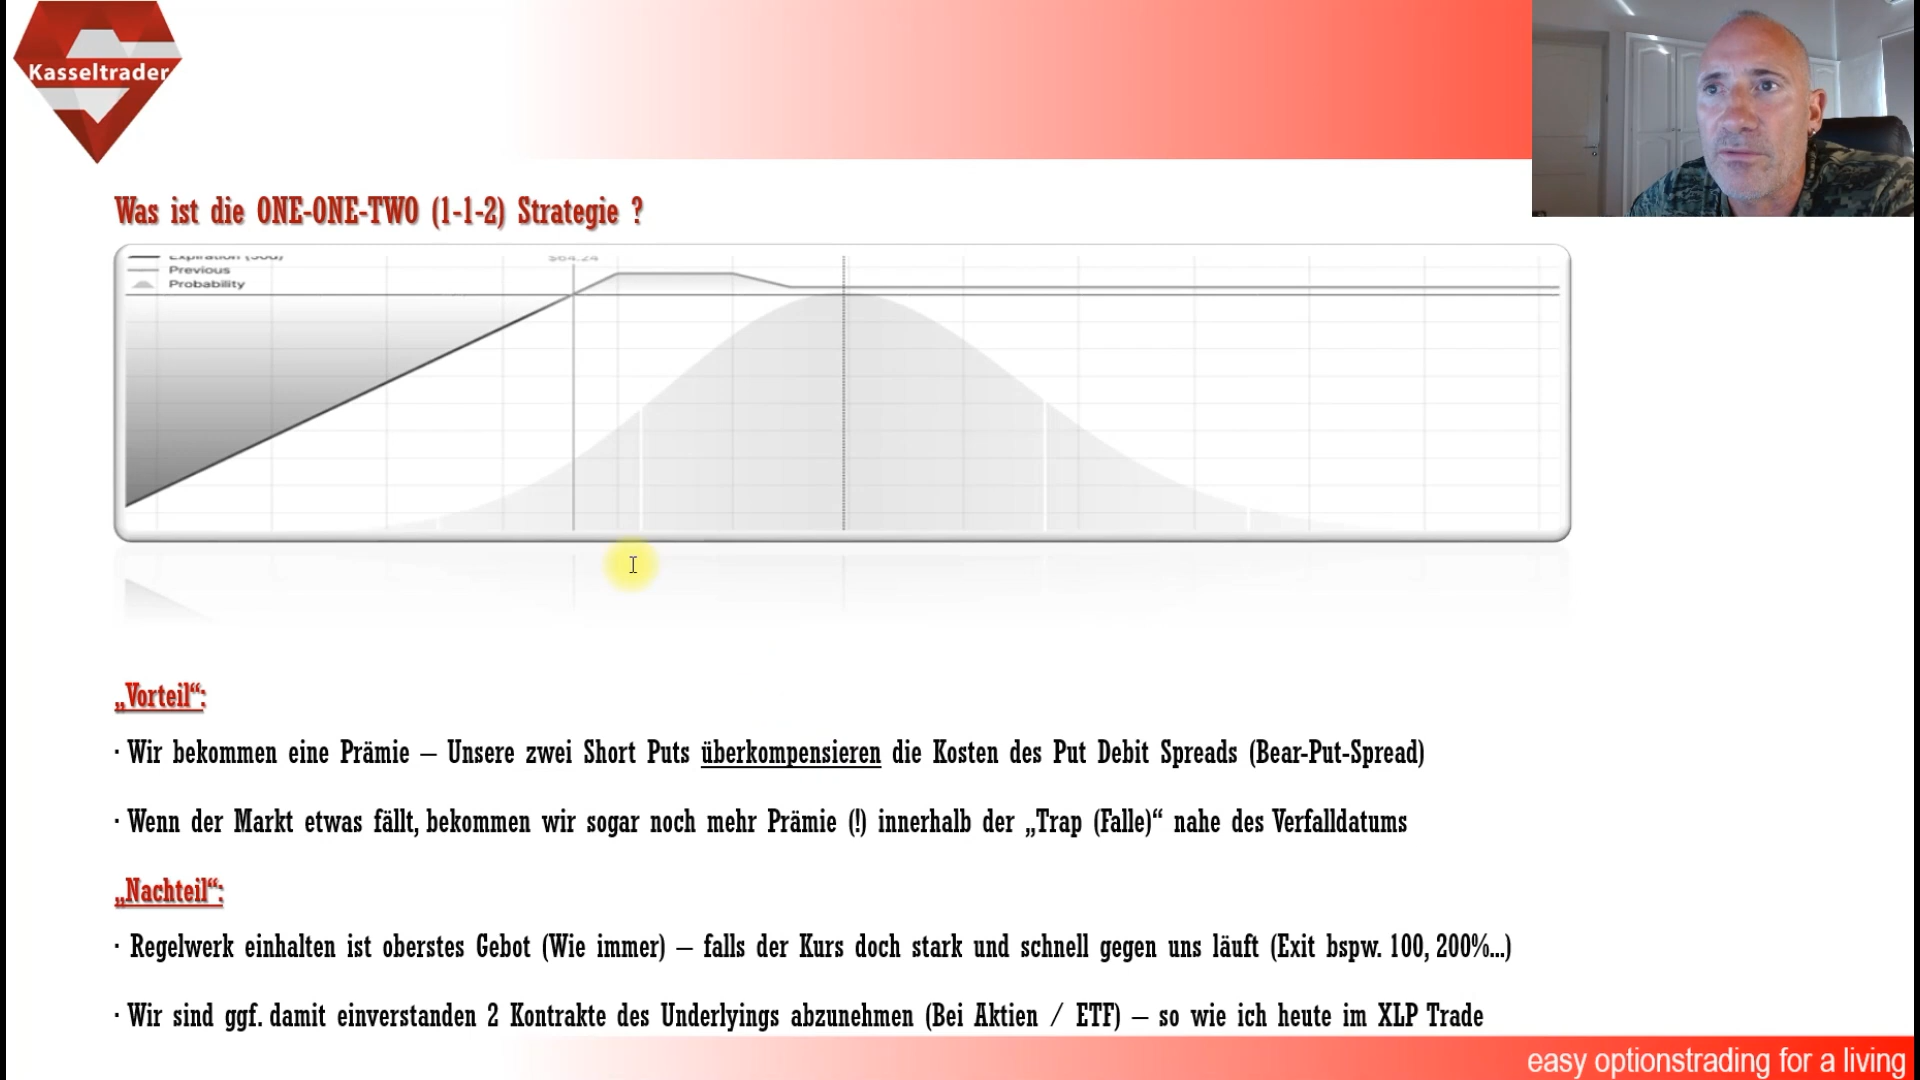 Kasseltrader
Was ist die ONE-ONE-TWO (1-1-2) Strategie ?
$64.24
Previous
Probability
„Vorteil“:
· Wir bekommen eine Prämie – Unsere zwei Short Puts überkompensieren die Kosten des Put Debit Spreads (Bear-Put-Spread)
· Wenn der Markt etwas fällt, bekommen wir sogar noch mehr Prämie (!) innerhalb der „Trap (Falle)“ nahe des Verfalldatums
„Nachteil“:
· Regelwerk einhalten ist oberstes Gebot (Wie immer) – falls der Kurs doch stark und schnell gegen uns läuft (Exit bspw. 100, 200%...)
· Wir sind ggf. damit einverstanden 2 Kontrakte des Underlyings abzunehmen (Bei Aktien / ETF) – so wie ich heute im XLP Trade
easy optionstrading for a living